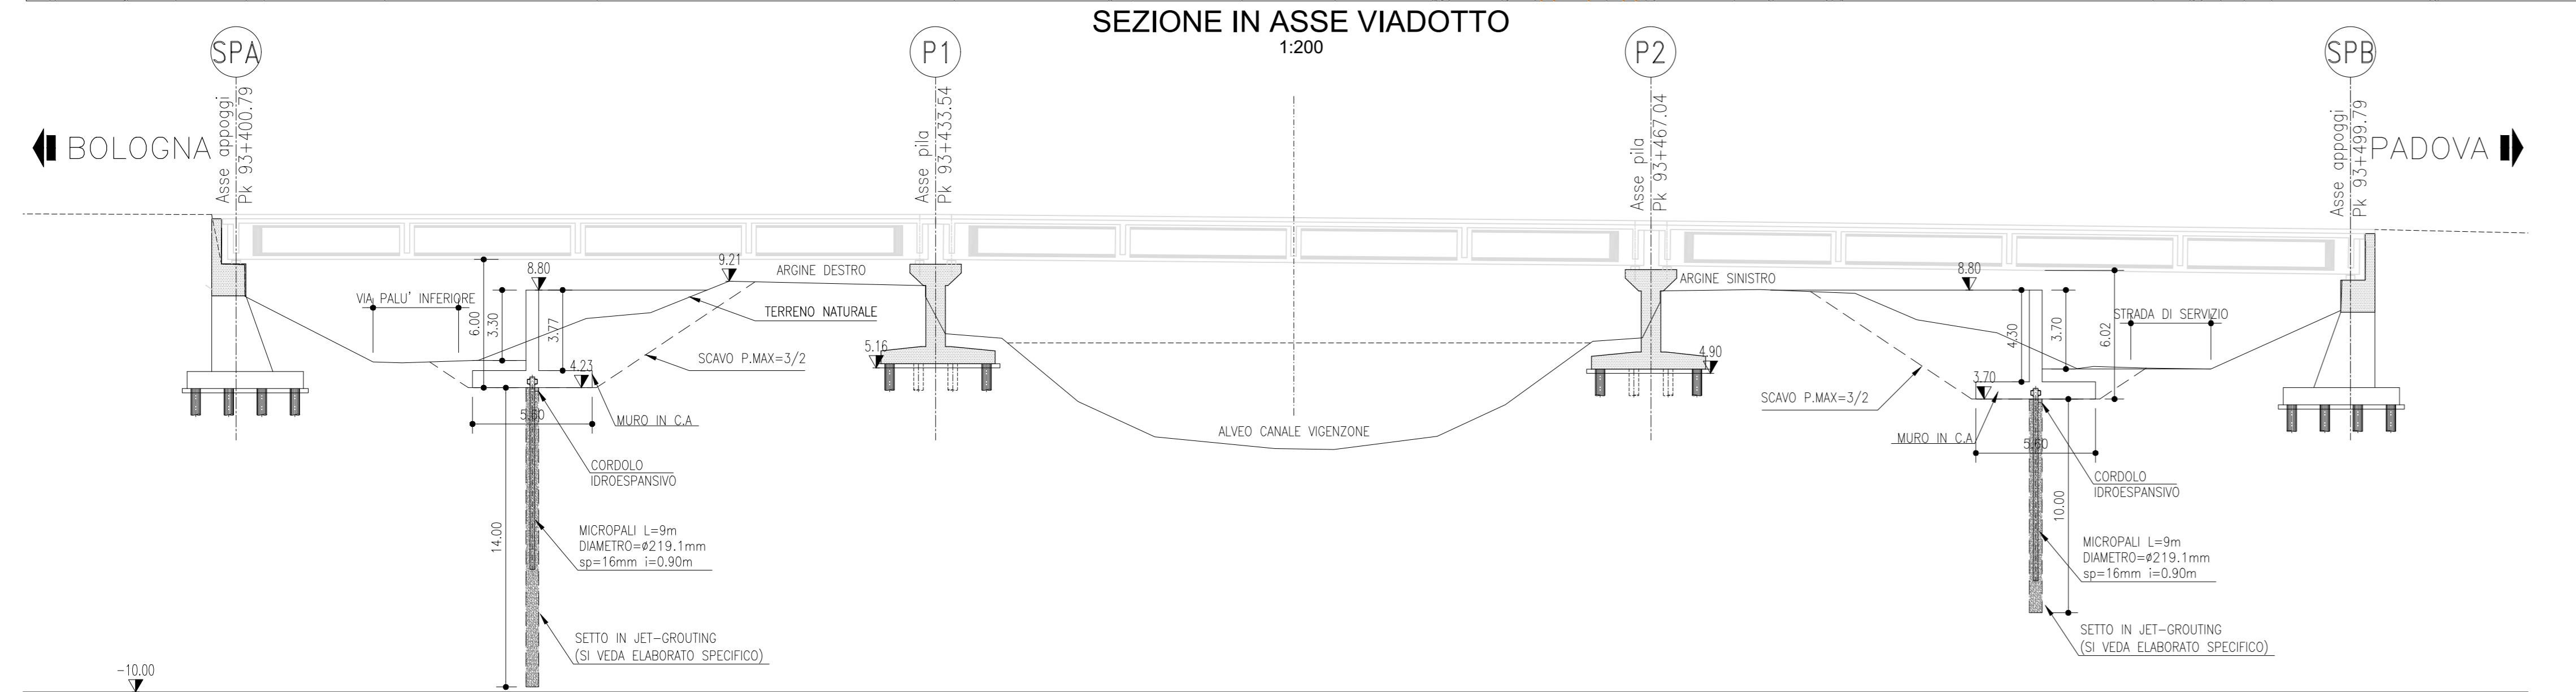 SEZIONE IN ASSE VIADOTTO
1:200
SPA
P1
P2
SPB
Asse appoggi
Pk 93+400.79
Asse pila
Pk 93+433.54
Asse pila
Pk 93+467.04
Asse appoggi
Pk 93+499.79
BOLOGNA
PADOVA
VIA PALU' INFERIORE
6.00
3.30
8.80
3.77
9.21
ARGINE DESTRO
TERRENO NATURALE
SCAVO P.MAX=3/2
4.23
5.60
MURO IN C.A
CORDOLO
IDROESPANSIVO
14.00
MICROPALI L=9m
DIAMETRO=ø219.1mm
sp=16mm i=0.90m
SETTO IN JET-GROUTING
(SI VEDA ELABORATO SPECIFICO)
-10.00
5.16
ALVEO CANALE VIGENZONE
4.90
ARGINE SINISTRO
8.80
4.30
3.70
6.02
STRADA DI SERVIZIO
SCAVO P.MAX=3/2
3.70
MURO IN C.A
5.60
CORDOLO
IDROESPANSIVO
10.00
MICROPALI L=9m
DIAMETRO=ø219.1mm
sp=16mm i=0.90m
SETTO IN JET-GROUTING
(SI VEDA ELABORATO SPECIFICO)